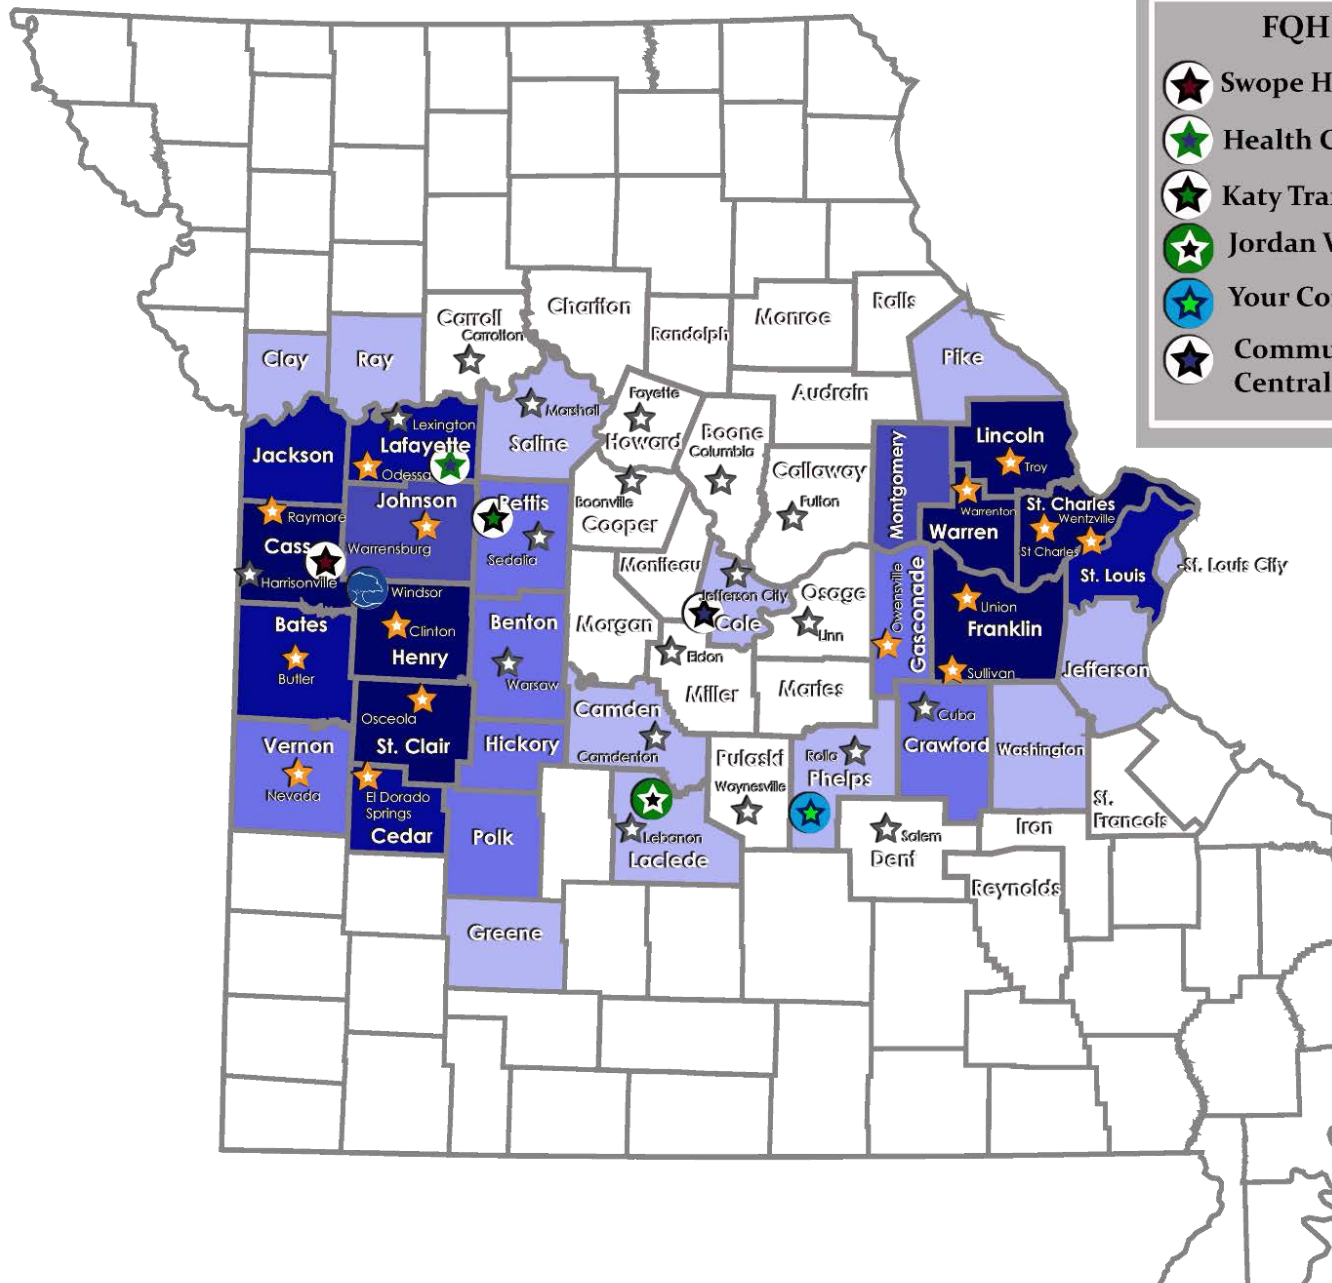 FQH
Swope H
Health C
Katy Tra
Jordan
Your Co
Commu
Central
Charlton
Carroll
Carrollton
Randolph
Monroe
Ralls
Clay
Ray
Pike
Audrain
Marshall
Saline
Fayette
Howard
Boone
Columbia
Lexington
Lafayette
Odessa
Jackson
Lincoln
Troy
Callaway
Fulton
Montgomery
Johnson
Warrensburg
Pettis
Sedalia
Boonville
Cooper
Warrenton
Warren
St. Charles
Wentzville
St Charles
Raymore
Cass
Harrisonville
Moniteau
St. Louis
St. Louis City
Windsor
Jefferson City
Cole
Osage
Linn
Owensville
Gasconade
Union
Franklin
Sullivan
Bates
Butler
Clinton
Henry
Benton
Warsaw
Morgan
Eldon
Miller
Maries
Jefferson
Osceola
St. Clair
Camden
Camdenton
Cuba
Crawford
Washington
Vernon
Nevada
Hickory
Pulaski
Waynesville
Rolla
Phelps
El Dorado
Springs
Cedar
Polk
Lebanon
Laclede
Salem
Dent
Iron
St.
Francois
Reynolds
Greene